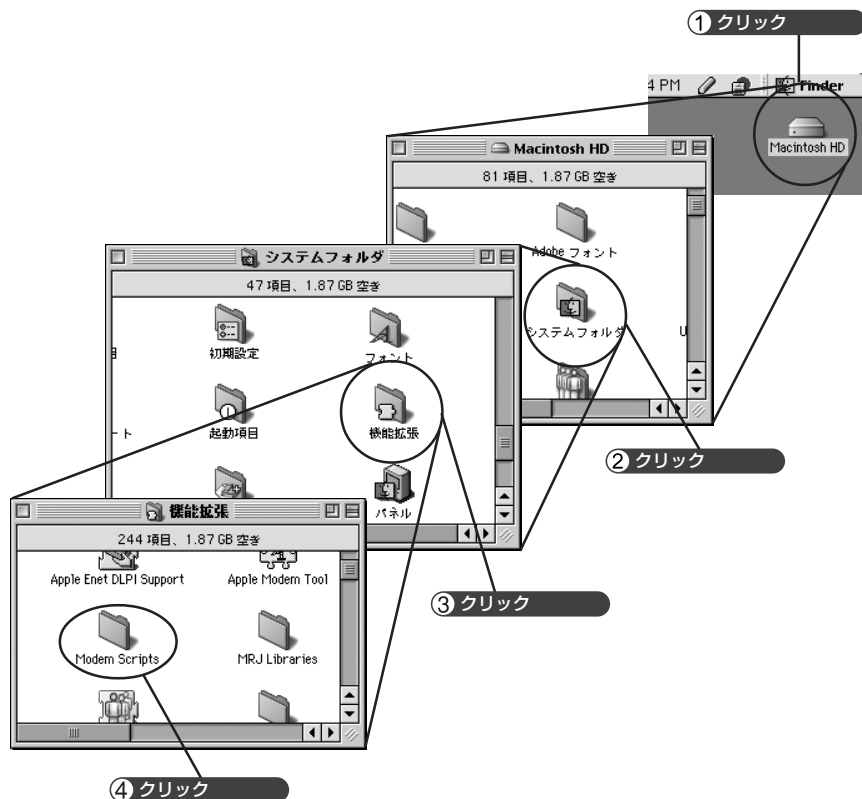 ① クリック
4 PM Finder
Macintosh HD
Macintosh HD
81 項目、1.87 GB 空き
Adobe フォント
システムフォルダ
U
② クリック
システムフォルダ
47 項目、1.87 GB 空き
初期設定
フォント
起動項目
機能拡張
ート
パネル
③ クリック
機能拡張
244 項目、1.87 GB 空き
Apple Enet DLPI Support
Apple Modem Tool
Modem Scripts
MRJ Libraries
④ クリック